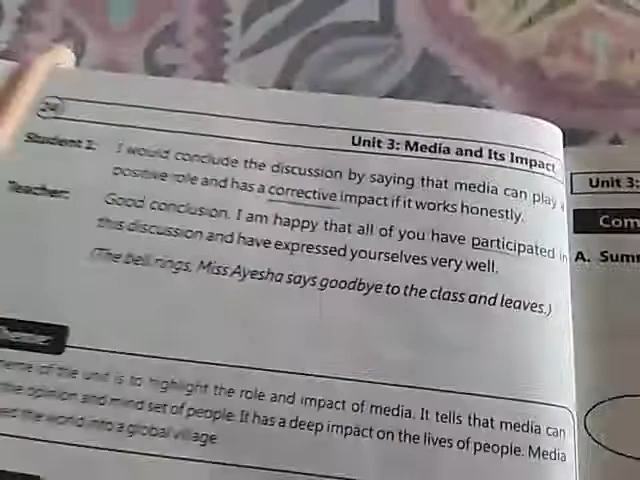 Unit 3: Media and Its Impact
Student 1: I would conclude the discussion by saying that media can play a
positive role and has a corrective impact if it works honestly.
Teacher: Good conclusion. I am happy that all of you have participated in
this discussion and have expressed yourselves very well.
(The bell rings, Miss Ayesha says goodbye to the class and leaves.)
Theme
theme of the unit is to highlight the role and impact of media. It tells that media can
the opinion and mind set of people. It has a deep impact on the lives of people. Media
the world into a global village
Unit 3:
Com
A. Sum